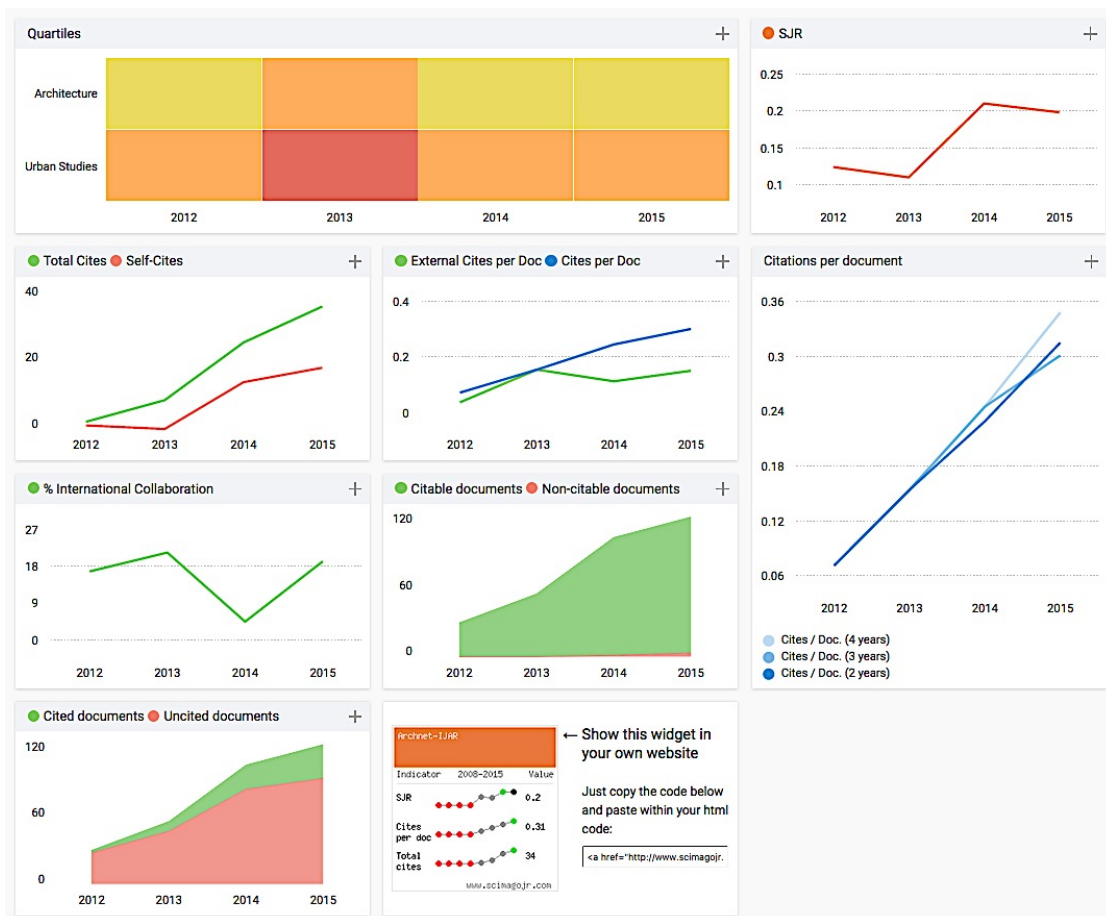 Quartiles
Architecture
Urban Studies
2012 2013 2014 2015
SJR
0.25
0.2
0.15
0.1
2012 2013 2014 2015
Total Cites Self-Cites
40
20
0
2012 2013 2014 2015
External Cites per Doc Cites per Doc
0.4
0.2
0
2012 2013 2014 2015
Citations per document
0.36
0.3
0.24
0.18
0.12
0.06
2012 2013 2014 2015
Cites / Doc. (4 years)
Cites / Doc. (3 years)
Cites / Doc. (2 years)
% International Collaboration
27
18
9
0
2012 2013 2014 2015
Citable documents Non-citable documents
120
60
0
2012 2013 2014 2015
Cited documents Uncited documents
120
60
0
2012 2013 2014 2015
Archnet-IJAR
Indicator 2008-2015 Value
SJR 0.2
Cites per doc 0.31
Total cites 34
www.scimagojr.com
← Show this widget in
your own website
Just copy the code below
and paste within your html
code:
<a href="http://www.scimagojr.